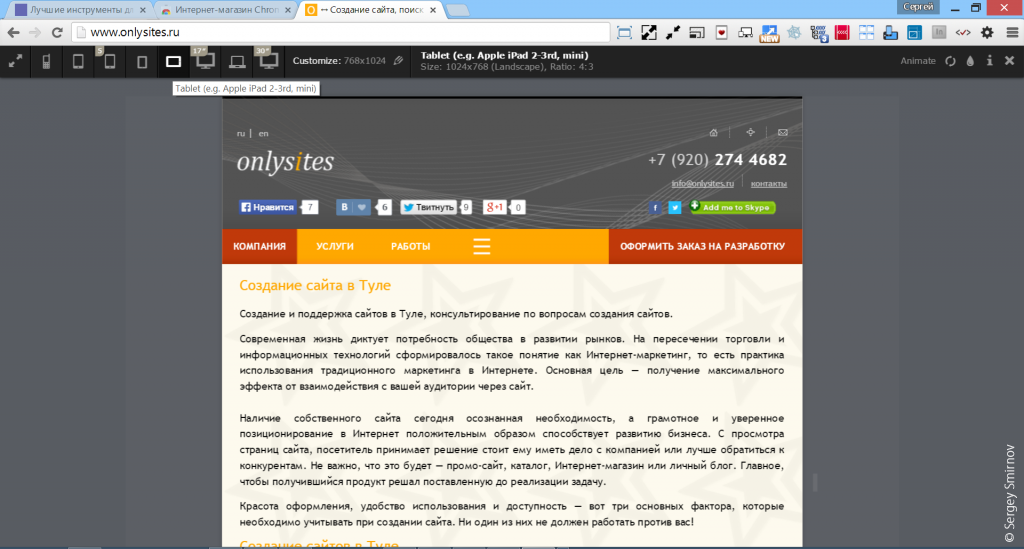 Лучшие инструменты дл
Интернет-магазин Chron
↔ Создание сайта, поиск
Сергей
www.onlysites.ru
NEW
S
17"
30"
Customize: 768x1024
Tablet (e.g. Apple iPad 2-3rd, mini)
Size: 1024x768 (Landscape), Ratio: 4:3
Animate
Tablet (e.g. Apple iPad 2-3rd, mini)
ru | en
onlysites
+7 (920) 274 4682
info@onlysites.ru | контакты
Нравится 7
В 6
Твитнуть 9
g+1 0
Add me to Skype
КОМПАНИЯ УСЛУГИ РАБОТЫ ОФОРМИТЬ ЗАКАЗ НА РАЗРАБОТКУ
Создание сайта в Туле
Создание и поддержка сайтов в Туле, консультирование по вопросам создания сайтов.
Современная жизнь диктует потребность общества в развитии рынков. На пересечении торговли и
информационных технологий сформировалось такое понятие как Интернет-маркетинг, то есть практика
использования традиционного маркетинга в Интернете. Основная цель — получение максимального
эффекта от взаимодействия с вашей аудитории через сайт.
Наличие собственного сайта сегодня осознанная необходимость, а грамотное и уверенное
позиционирование в Интернет положительным образом способствует развитию бизнеса. С просмотра
страниц сайта, посетитель принимает решение стоит ему иметь дело с компанией или лучше обратиться к
конкурентам. Не важно, что это будет — промо-сайт, каталог, Интернет-магазин или личный блог. Главное,
чтобы получившийся продукт решал поставленную до реализации задачу.
Красота оформления, удобство использования и доступность — вот три основных фактора, которые
необходимо учитывать при создании сайта. Ни один из них не должен работать против вас!
Создание сайтов в Туле
© Sergey Smirnov